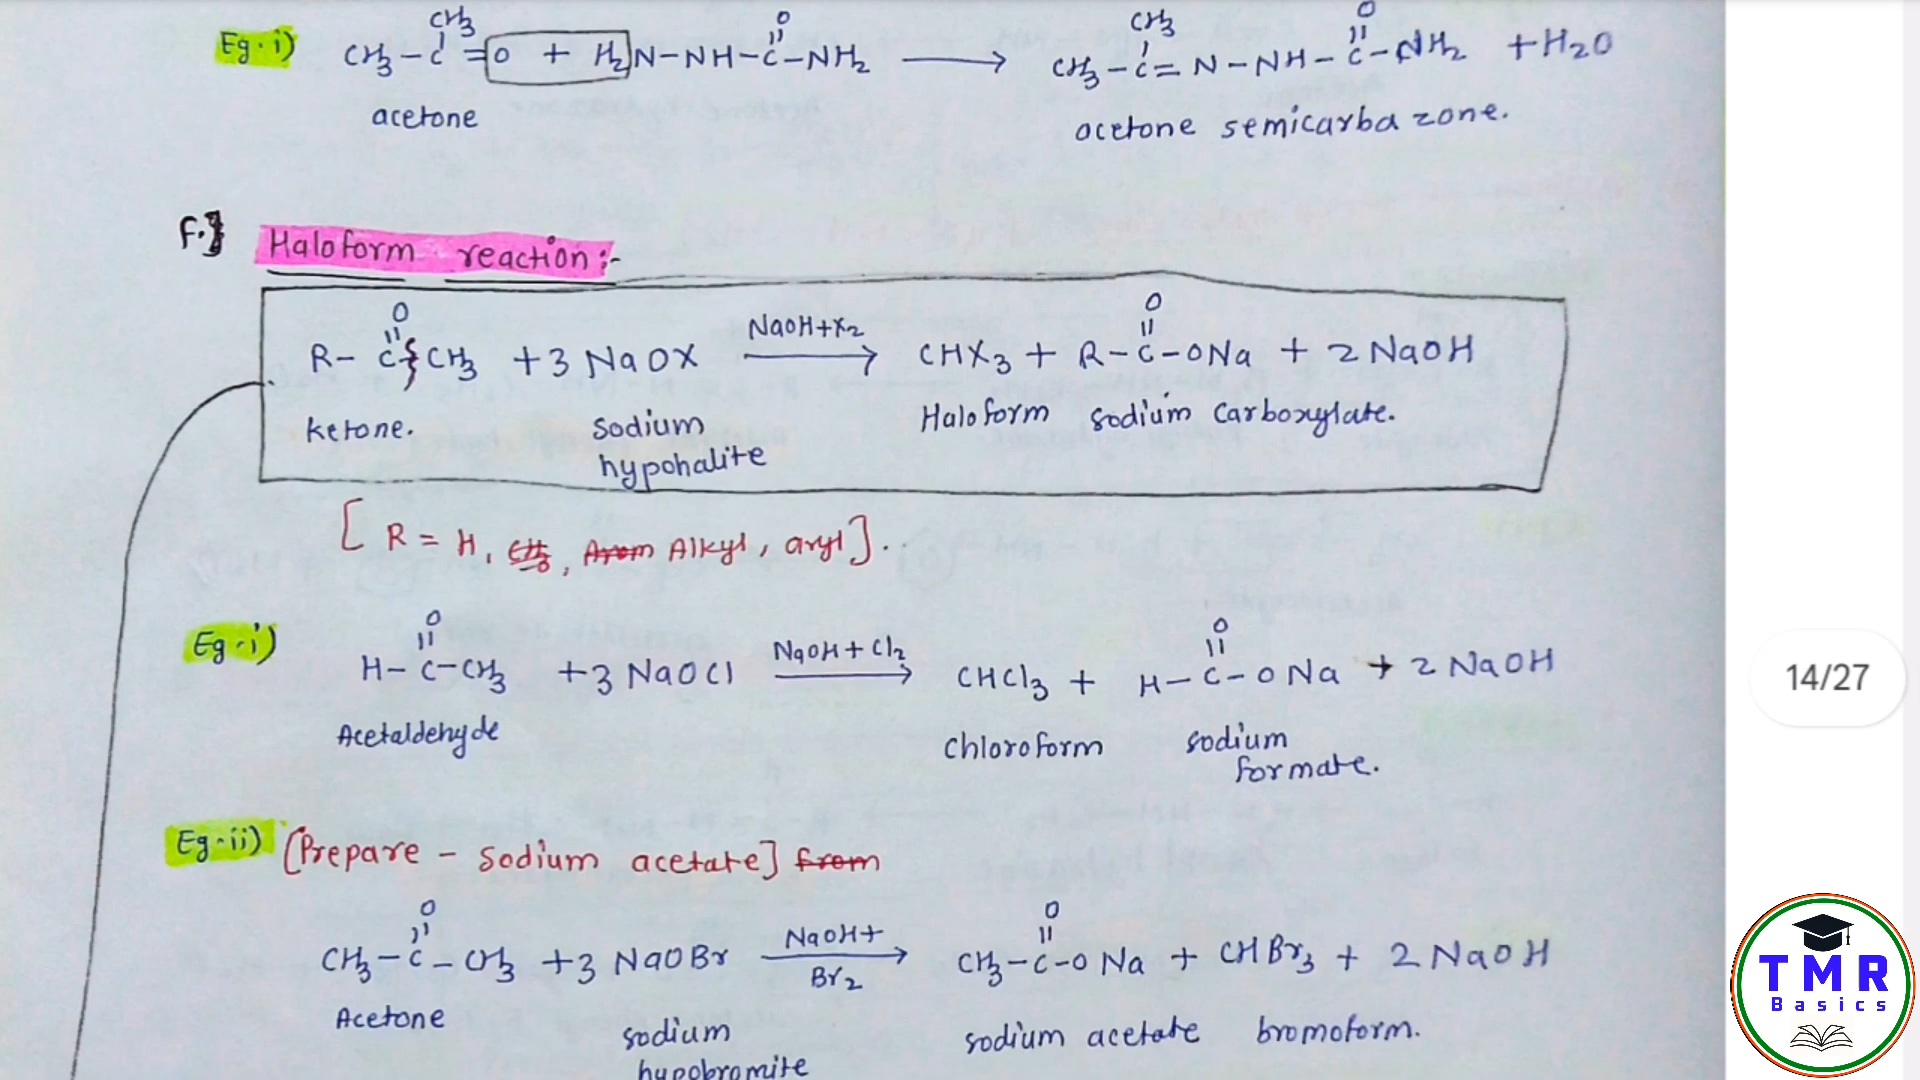 Eg. i) CH3-C(CH3)=O + H2N-NH-C(=O)-NH2 ⟶ CH3-C(CH3)=N-NH-C(=O)-NH2 + H2O
acetone acetone semicarbazone.
F.} Haloform reaction:-
R-C(=O)-CH3 + 3 NaOX NaOH+X2 ⟶ CHX3 + R-C(=O)-ONa + 2 NaOH
ketone. sodium hypohalite Haloform sodium carboxylate.
[ R = H, CH3, Arom Alkyl, aryl ].
Eg. i) H-C(=O)-CH3 + 3 NaOCl NaOH + Cl2 ⟶ CHCl3 + H-C(=O)-ONa + 2 NaOH
Acetaldehyde Chloroform sodium formate.
Eg. ii) [Prepare - sodium acetate] from
CH3-C(=O)-CH3 + 3 NaOBr NaOH+ Br2 ⟶ CH3-C(=O)-ONa + CHBr3 + 2 NaOH
Acetone sodium hypobromite sodium acetate bromoform.
14/27
TMR
Basics